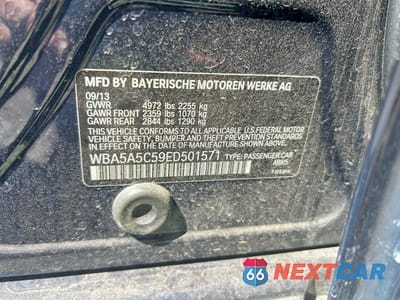 MFD BY BAYERISCHE MOTOREN WERKE AG
09/13
GVWR 4972 lbs 2255 kg
GAWR FRONT 2359 lbs 1070 kg
GAWR REAR 2844 lbs 1290 kg
THIS VEHICLE CONFORMS TO ALL APPLICABLE U.S. FEDERAL MOTOR
VEHICLE SAFETY, BUMPER AND THEFT PREVENTION STANDARDS
IN EFFECT ON THE DATE OF MANUFACTURE SHOWN ABOVE.
WBA5A5C59ED501571 TYPE: PASSENGER CAR
66 NEXTCAR